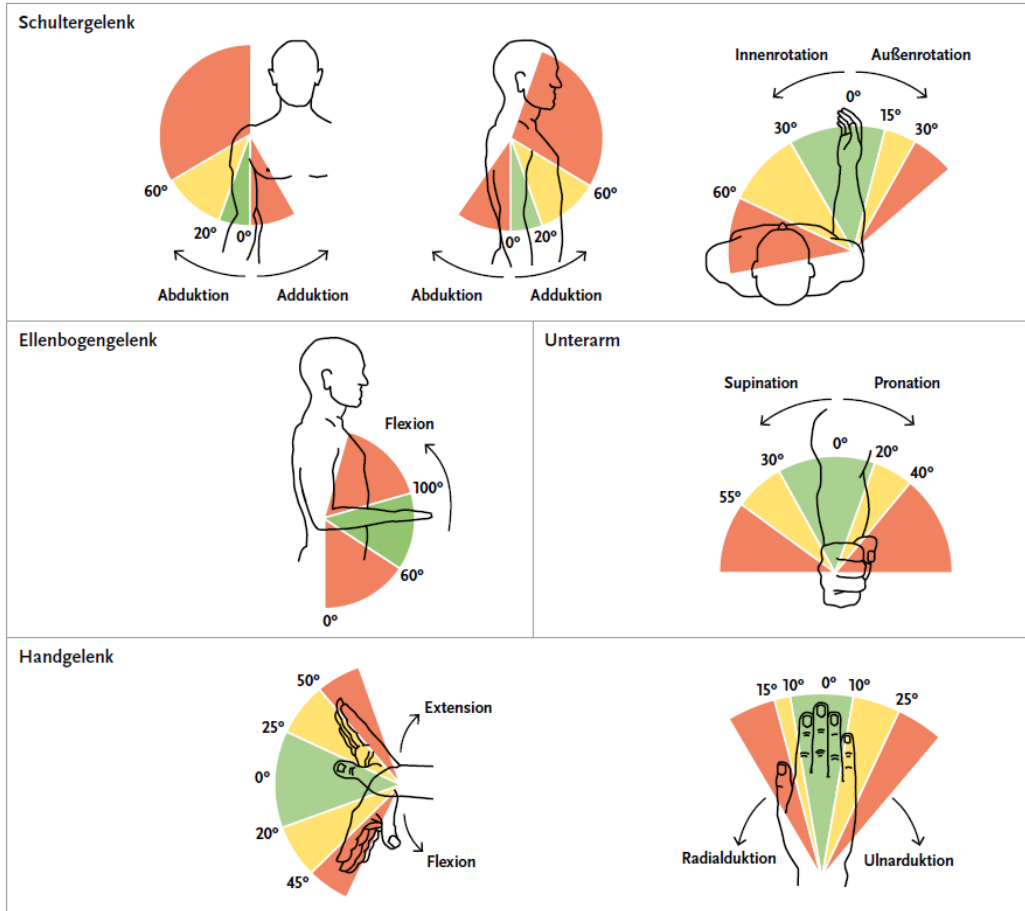 Schultergelenk
60°
20°
0°
Abduktion
Adduktion
0°
20°
60°
Abduktion
Adduktion
Innenrotation
Außenrotation
0°
30°
15°
30°
60°
Ellenbogengelenk
Flexion
100°
60°
0°
Unterarm
Supination
Pronation
0°
30°
20°
40°
55°
Handgelenk
50°
25°
0°
20°
45°
Extension
Flexion
15°
10°
0°
10°
25°
Radialduktion
Ulnarduktion